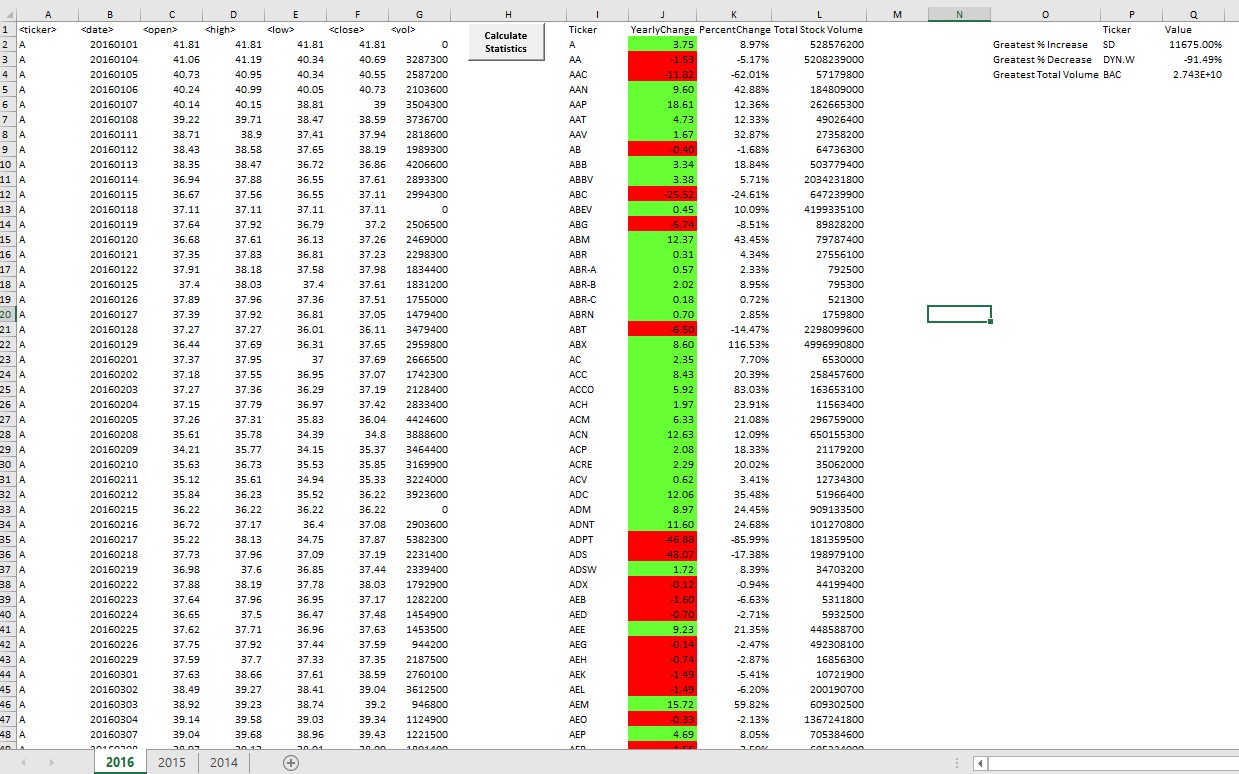 A B C D E F G H I J K L M N O P Q
1 <ticker> <date> <open> <high> <low> <close> <vol> Calculate Statistics Ticker YearlyChange PercentChange Total Stock Volume Ticker Value
2 A 20160101 41.81 41.81 41.81 41.81 0 A 3.75 8.97% 528576200 Greatest % Increase SD 11675.00%
3 A 20160104 41.06 41.19 40.34 40.69 3287300 AA -1.53 -5.17% 5208239000 Greatest % Decrease DYN.W -91.49%
4 A 20160105 40.73 40.95 40.34 40.55 2587200 AAC -11.82 -62.01% 57179800 Greatest Total Volume BAC 2.743E+10
5 A 20160106 40.24 40.99 40.05 40.73 2103600 AAN 9.60 42.88% 184809000
6 A 20160107 40.14 40.15 38.81 39 3504300 AAP 18.61 12.36% 262665300
7 A 20160108 39.22 39.71 38.47 38.59 3736700 AAT 4.73 12.33% 49026400
8 A 20160111 38.71 38.9 37.41 37.94 2818600 AAV 1.67 32.87% 27358200
9 A 20160112 38.43 38.58 37.65 38.19 1989300 AB -0.40 -1.68% 64736300
10 A 20160113 38.35 38.47 36.72 36.86 4206600 ABB 3.34 18.84% 503779400
11 A 20160114 36.94 37.88 36.55 37.61 2893300 ABBV 3.38 5.71% 2034231800
12 A 20160115 36.67 37.56 36.55 37.11 2994300 ABC -25.52 -24.61% 647239900
13 A 20160118 37.11 37.11 37.11 37.11 0 ABEV 0.45 10.09% 4199335100
14 A 20160119 37.64 37.92 36.79 37.2 2506500 ABG -5.74 -8.51% 89828200
15 A 20160120 36.68 37.61 36.13 37.26 2469000 ABM 12.37 43.45% 79787400
16 A 20160121 37.35 37.83 36.81 37.23 2298300 ABR 0.31 4.34% 27556100
17 A 20160122 37.91 38.18 37.58 37.98 1834400 ABR-A 0.57 2.33% 792500
18 A 20160125 37.4 38.03 37.4 37.61 1831200 ABR-B 2.02 8.95% 795300
19 A 20160126 37.89 37.96 37.36 37.51 1755000 ABR-C 0.18 0.72% 521300
20 A 20160127 37.39 37.92 36.81 37.05 1479400 ABRN 0.70 2.85% 1759800
21 A 20160128 37.27 37.27 36.01 36.11 3479400 ABT -6.50 -14.47% 2298099600
22 A 20160129 36.44 37.69 36.31 37.65 2959800 ABX 8.60 116.53% 4996990800
23 A 20160201 37.37 37.95 37 37.69 2666500 AC 2.35 7.70% 6530000
24 A 20160202 37.18 37.55 36.95 37.07 1742300 ACC 8.43 20.39% 258457600
25 A 20160203 37.27 37.36 36.29 37.19 2128400 ACCO 5.92 83.03% 163653100
26 A 20160204 37.15 37.79 36.97 37.42 2833400 ACH 1.97 23.91% 11563400
27 A 20160205 37.26 37.31 35.83 36.04 4424600 ACM 6.33 21.08% 296759000
28 A 20160208 35.61 35.78 34.39 34.8 3888600 ACN 12.63 12.09% 650155300
29 A 20160209 34.21 35.77 34.15 35.37 3464400 ACP 2.08 18.33% 21179200
30 A 20160210 35.63 36.73 35.53 35.85 3169900 ACRE 2.29 20.02% 35062000
31 A 20160211 35.12 35.61 34.94 35.33 3224000 ACV 0.62 3.41% 12734300
32 A 20160212 35.84 36.23 35.52 36.22 3923600 ADC 12.06 35.48% 51966400
33 A 20160215 36.22 36.22 36.22 36.22 0 ADM 8.97 24.45% 909133500
34 A 20160216 36.72 37.17 36.4 37.08 2903600 ADNT 11.60 24.68% 101270800
35 A 20160217 35.22 38.13 34.75 37.87 5382300 ADPT -46.88 -85.99% 181359500
36 A 20160218 37.73 37.96 37.09 37.19 2231400 ADS -48.07 -17.38% 198979100
37 A 20160219 36.98 37.6 36.85 37.44 2339400 ADSW 1.72 8.39% 34703200
38 A 20160222 37.88 38.19 37.78 38.03 1792900 ADX -0.12 -0.94% 44199400
39 A 20160223 37.64 37.96 36.95 37.17 1282200 AEB -1.60 -6.63% 5311800
40 A 20160224 36.65 37.5 36.47 37.48 1454900 AED -0.70 -2.71% 5932500
41 A 20160225 37.62 37.71 36.96 37.63 1453500 AEE 9.23 21.35% 448588700
42 A 20160226 37.75 37.92 37.44 37.59 944200 AEG -0.14 -2.47% 492308100
43 A 20160229 37.59 37.7 37.33 37.35 2187500 AEH -0.74 -2.87% 16856300
44 A 20160301 37.63 38.66 37.61 38.59 2760100 AEK -1.49 -5.41% 10721900
45 A 20160302 38.49 39.27 38.41 39.04 3612500 AEL -1.49 -6.20% 200190700
46 A 20160303 38.92 39.23 38.74 39.2 946800 AEM 15.72 59.82% 609302500
47 A 20160304 39.14 39.58 39.03 39.34 1124900 AEO -0.33 -2.13% 1367241800
48 A 20160307 39.04 39.68 38.96 39.43 1221500 AEP 4.69 8.05% 705384600
2016 2015 2014